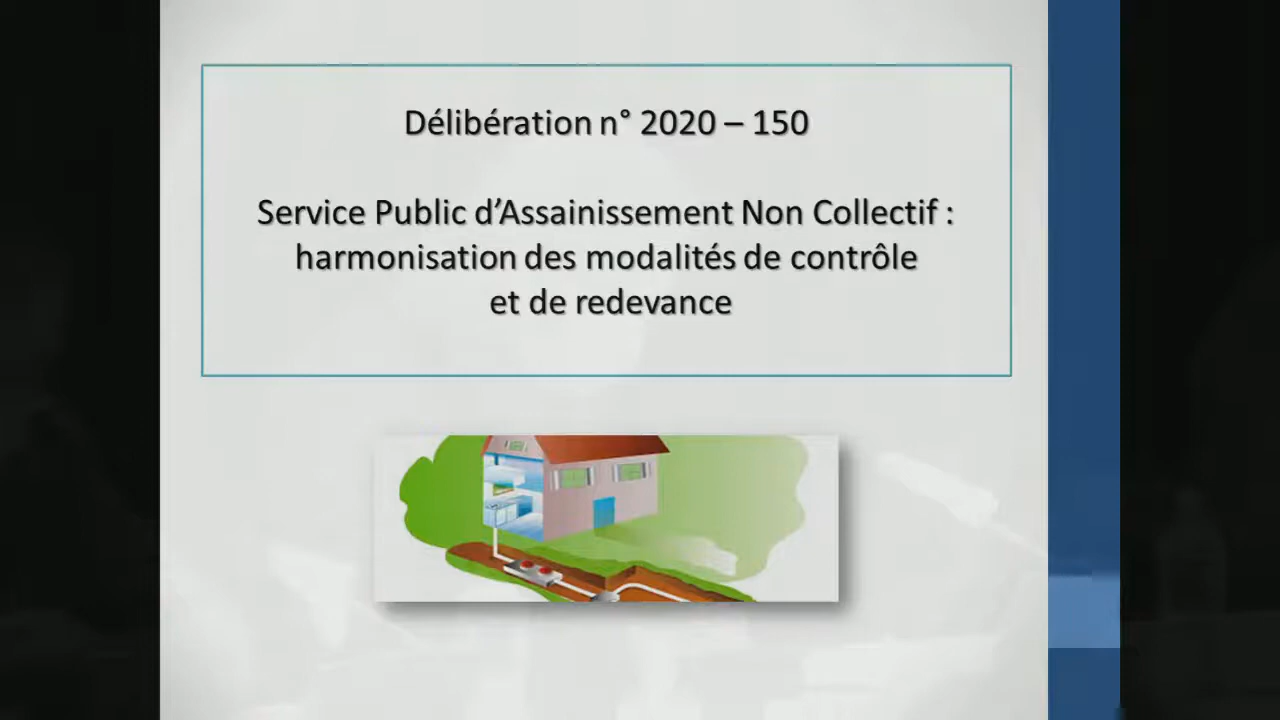 Délibération n° 2020 – 150
Service Public d’Assainissement Non Collectif :
harmonisation des modalités de contrôle
et de redevance